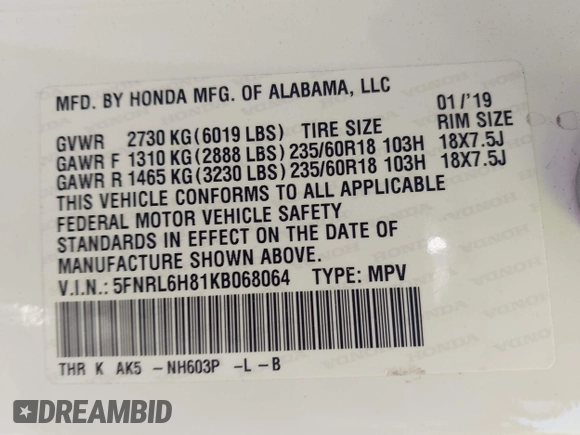 MFD. BY HONDA MFG. OF ALABAMA, LLC 01/'19
GVWR 2730 KG(6019 LBS) TIRE SIZE RIM SIZE
GAWR F 1310 KG(2888 LBS)235/60R18 103H 18X7.5J
GAWR R 1465 KG(3230 LBS)235/60R18 103H 18X7.5J
THIS VEHICLE CONFORMS TO ALL APPLICABLE
FEDERAL MOTOR VEHICLE SAFETY
STANDARDS IN EFFECT ON THE DATE OF
MANUFACTURE SHOWN ABOVE.
V.I.N.: 5FNRL6H81KB068064 TYPE: MPV
THR K AK5 -NH603P -L-B
DREAMBID